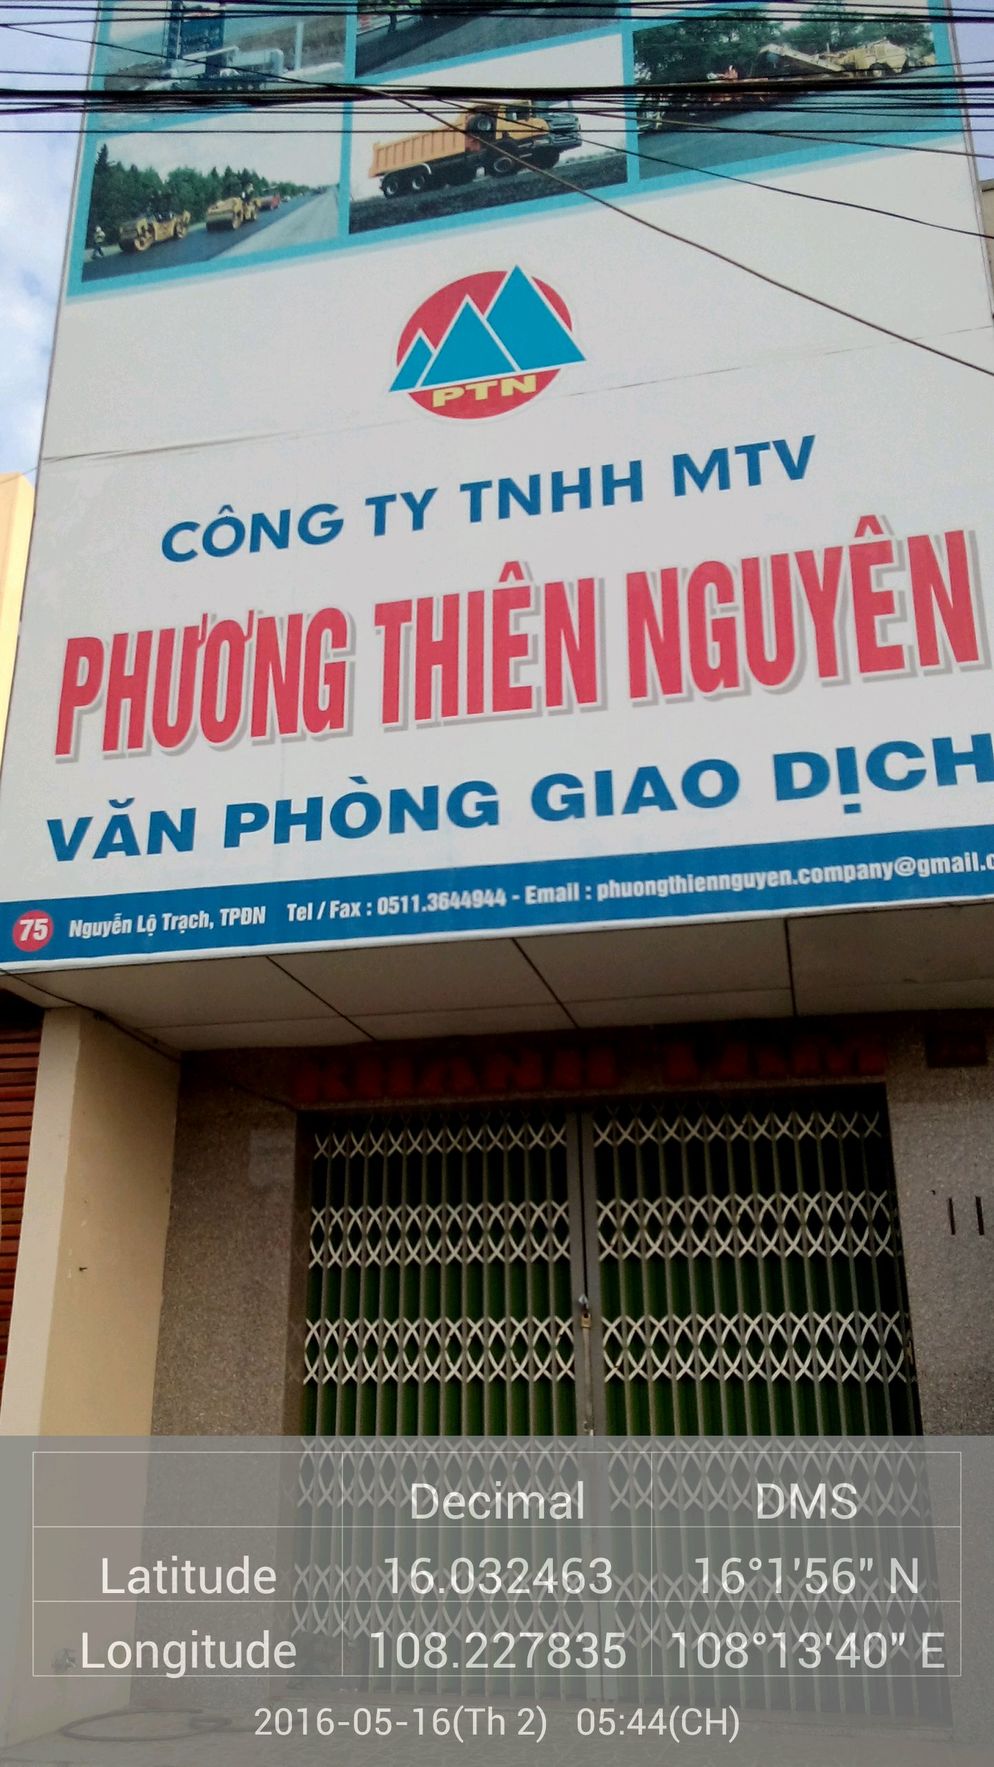 PTN
CÔNG TY TNHH MTV
PHƯƠNG THIÊN NGUYÊN
VĂN PHÒNG GIAO DỊCH
75 Nguyễn Lộ Trạch, TPĐN Tel / Fax : 0511.3644944 - Email : phuongthiennguyen.company@gmail.c
KHANH LÂM
Decimal DMS
Latitude 16.032463 16°1'56" N
Longitude 108.227835 108°13'40" E
2016-05-16(Th 2) 05:44(CH)